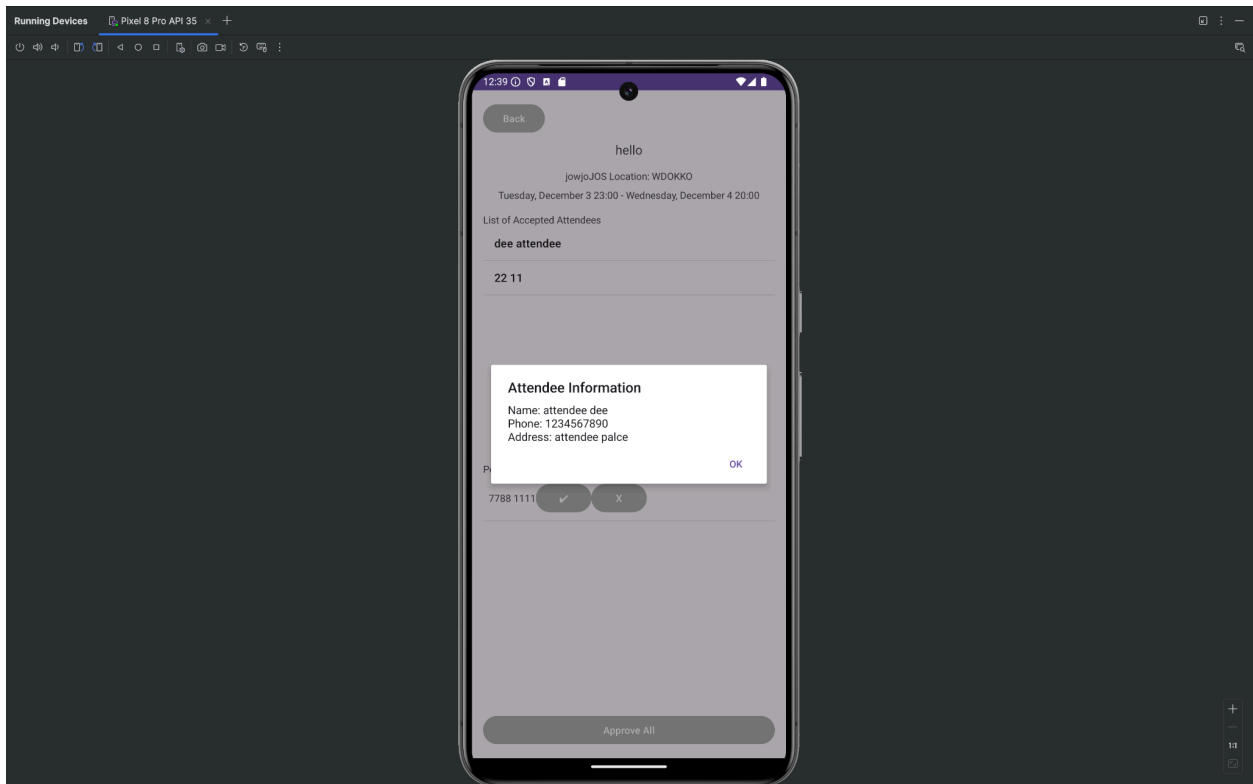 Running Devices Pixel 8 Pro API 35
12:39
Back
hello
jowjoJOS Location: WDOKKO
Tuesday, December 3 23:00 - Wednesday, December 4 20:00
List of Accepted Attendees
dee attendee
22 11
Attendee Information
Name: attendee dee
Phone: 1234567890
Address: attendee palce
OK
7788 1111 ✔ X
Approve All
1:1